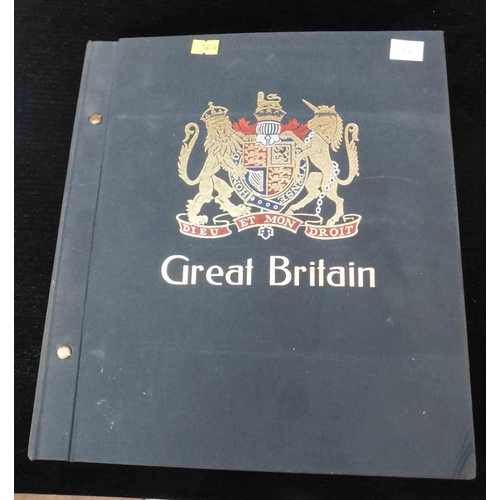 DIEU ET MON DROIT
Great Britain